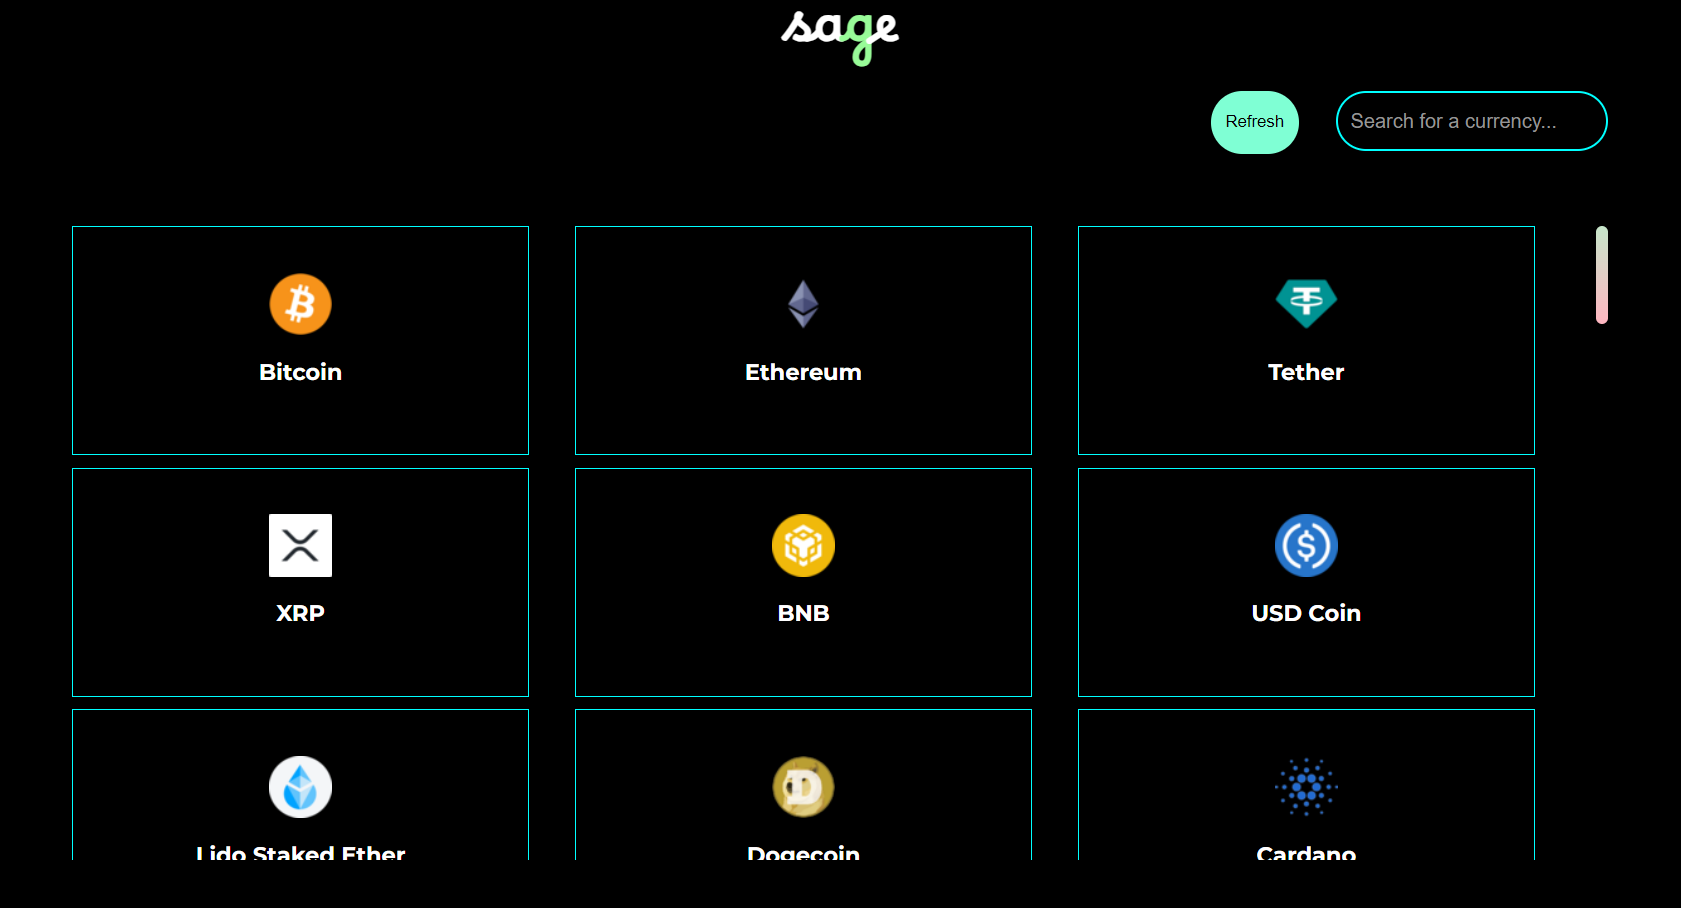 sage
Refresh
Search for a currency...
Bitcoin
Ethereum
Tether
XRP
BNB
USD Coin
Lido Staked Ether
Dogecoin
Cardano